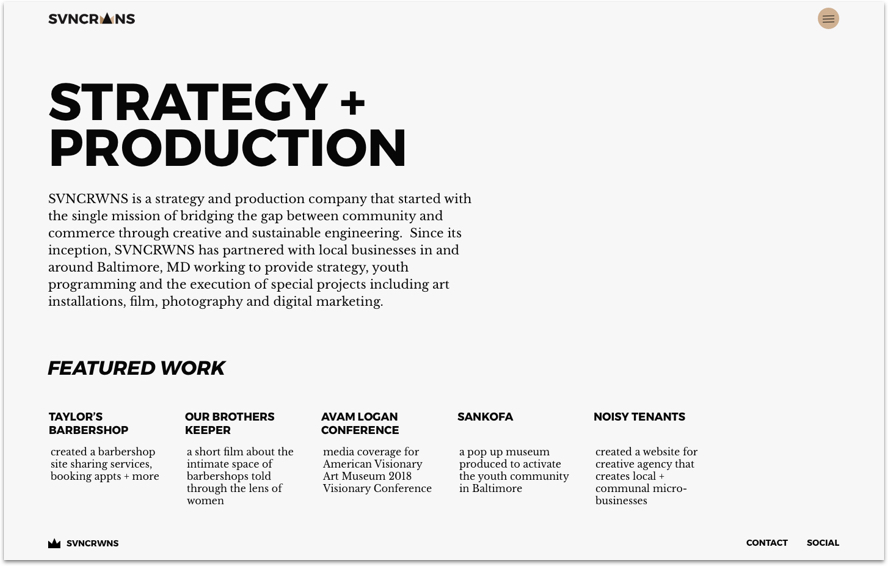 SVNCRWNS
STRATEGY +
PRODUCTION
SVNCRWNS is a strategy and production company that started with
the single mission of bridging the gap between community and
commerce through creative and sustainable engineering.  Since its
inception, SVNCRWNS has partnered with local businesses in and
around Baltimore, MD working to provide strategy, youth
programming and the execution of special projects including art
installations, film, photography and digital marketing.
FEATURED WORK
TAYLOR'S
BARBERSHOP
created a barbershop
site sharing services,
booking appts + more
OUR BROTHERS
KEEPER
a short film about the
intimate space of
barbershops told
through the lens of
women
AVAM LOGAN
CONFERENCE
media coverage for
American Visionary
Art Museum 2018
Visionary Conference
SANKOFA
a pop up museum
produced to activate
the youth community
in Baltimore
NOISY TENANTS
created a website for
creative agency that
creates local +
communal micro-
businesses
SVNCRWNS
CONTACT
SOCIAL